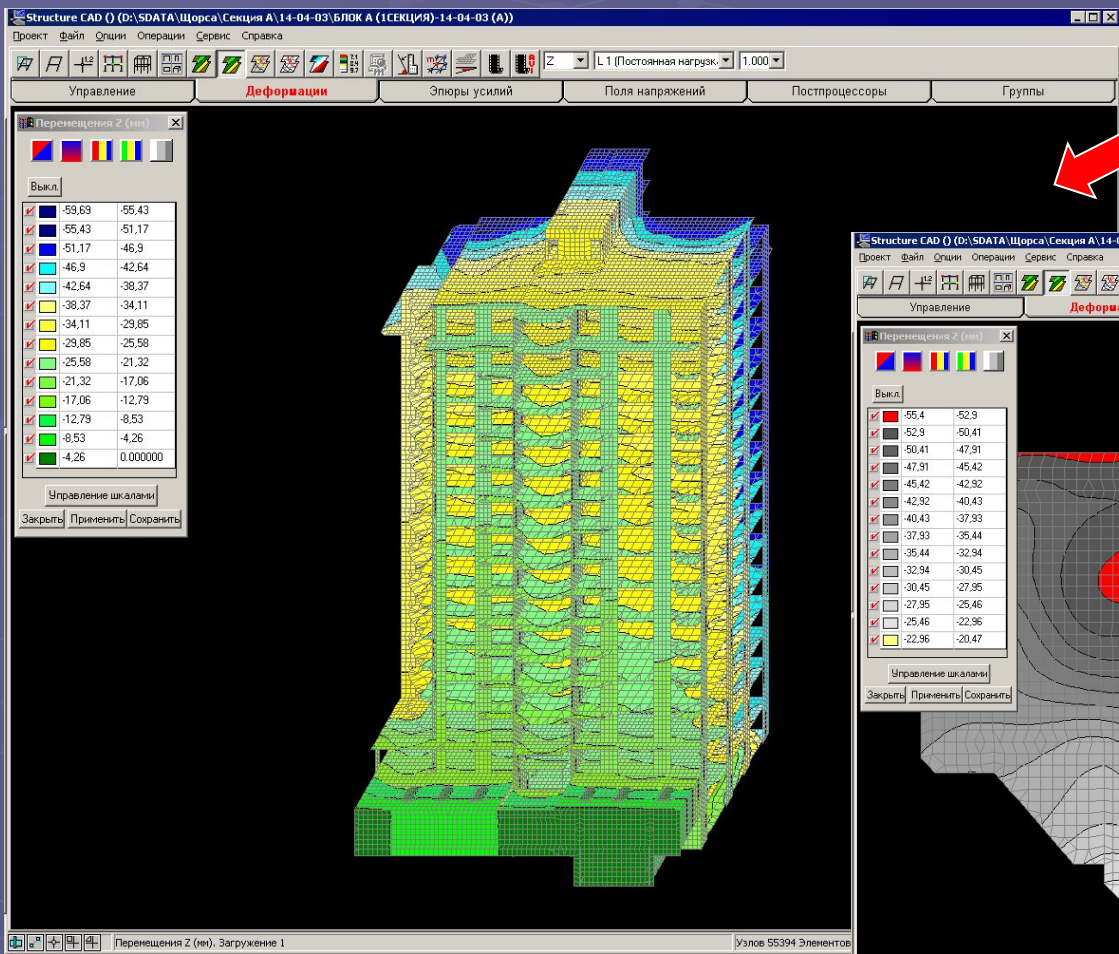 Structure CAD () (D:\SDATA\Щорса\Секция А\14-04-03\БЛОК А (1СЕКЦИЯ)-14-04-03 (А))
Проект Файл Опции Операции Сервис Справка
Z L 1 (Постоянная нагрузк. 1.000
Управление Деформации Эпюры усилий Поля напряжений Постпроцессоры Группы
Перемещения Z (мм)
Выкл.
-59,69 -55,43
-55,43 -51,17
-51,17 -46,9
-46,9 -42,64
-42,64 -38,37
-38,37 -34,11
-34,11 -29,85
-29,85 -25,58
-25,58 -21,32
-21,32 -17,06
-17,06 -12,79
-12,79 -8,53
-8,53 -4,26
-4,26 0.000000
Управление шкалами
Закрыть Применить Сохранить
Перемещения Z (мм). Загружение 1 Узлов 55394 Элементов
Structure CAD () (D:\SDATA\Щорса\Секция А\14-0
Проект Файл Опции Операции Сервис Справка
Управление Деформа
Перемещения Z (мм)
Выкл.
-55,4 -52,9
-52,9 -50,41
-50,41 -47,91
-47,91 -45,42
-45,42 -42,92
-42,92 -40,43
-40,43 -37,93
-37,93 -35,44
-35,44 -32,94
-32,94 -30,45
-30,45 -27,95
-27,95 -25,46
-25,46 -22,96
-22,96 -20,47
Управление шкалами
Закрыть Применить Сохранить